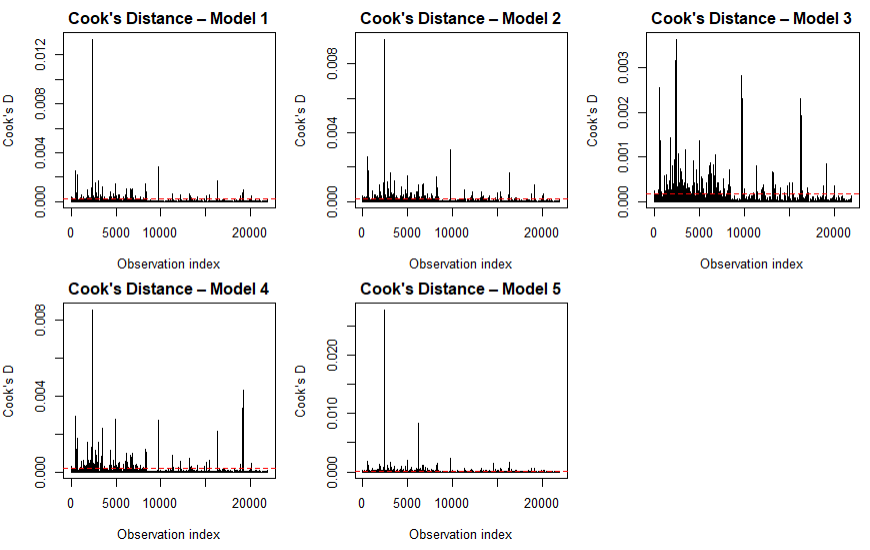 Cook's Distance – Model 1
Cook's D
0.000 0.004 0.008 0.012
0 5000 10000 20000
Observation index
Cook's Distance – Model 2
Cook's D
0.000 0.004 0.008
0 5000 10000 20000
Observation index
Cook's Distance – Model 3
Cook's D
0.000 0.001 0.002 0.003
0 5000 10000 20000
Observation index
Cook's Distance – Model 4
Cook's D
0.000 0.004 0.008
0 5000 10000 20000
Observation index
Cook's Distance – Model 5
Cook's D
0.000 0.010 0.020
0 5000 10000 20000
Observation index